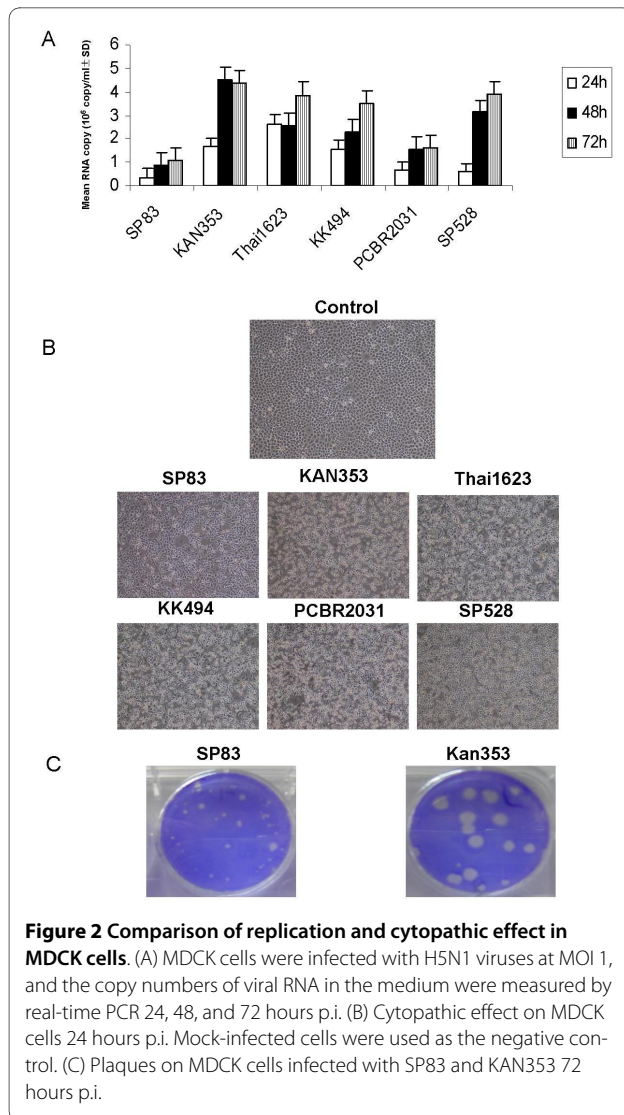 A
Mean RNA copy (10⁶ copy/ml ± SD)
6
5
4
3
2
1
0
SP83
KAN353
Thai1623
KK494
PCBR2031
SP528
24h
48h
72h
B
Control
SP83 KAN353 Thai1623
KK494 PCBR2031 SP528
C
SP83 Kan353
Figure 2 Comparison of replication and cytopathic effect in
MDCK cells. (A) MDCK cells were infected with H5N1 viruses at MOI 1,
and the copy numbers of viral RNA in the medium were measured by
real-time PCR 24, 48, and 72 hours p.i. (B) Cytopathic effect on MDCK
cells 24 hours p.i. Mock-infected cells were used as the negative con-
trol. (C) Plaques on MDCK cells infected with SP83 and KAN353 72
hours p.i.